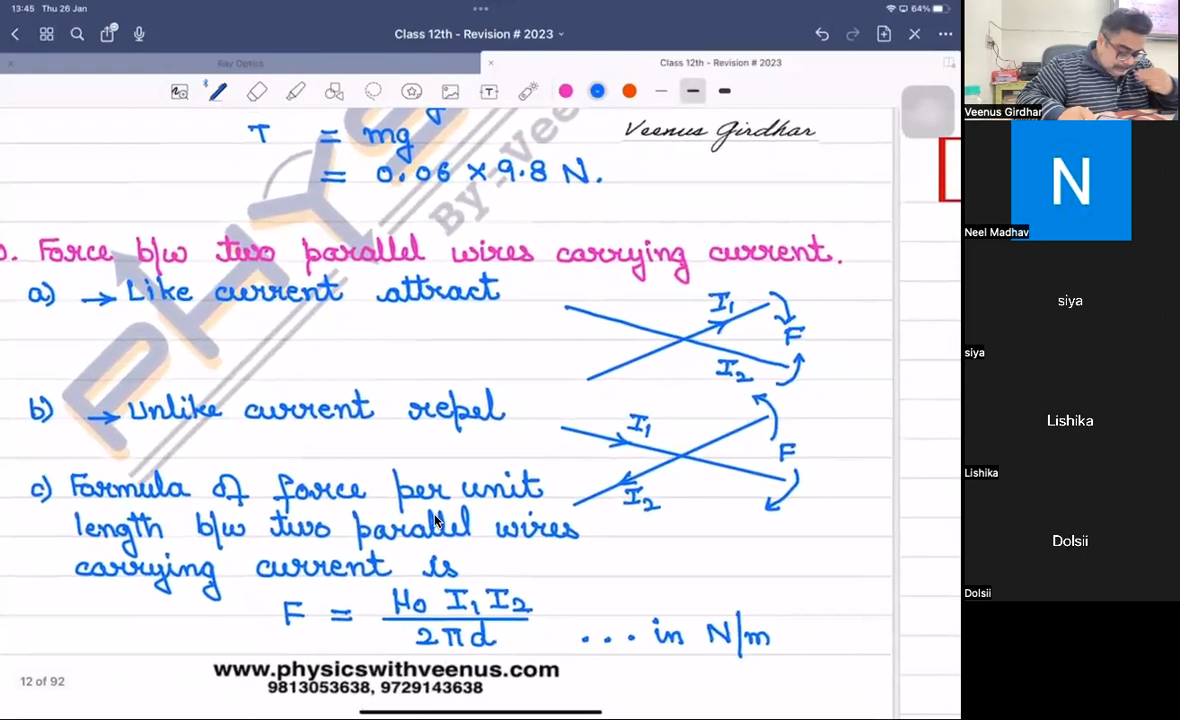 13:45 Thu 26 Jan
64%
Class 12th - Revision # 2023
Ray Optics
Class 12th - Revision # 2023
T = mg
Veenus Girdhar
= 0.06 × 9.8 N.
PHYS
By-Vee
Force b/w two parallel wires carrying current.
a) → Like current attract
I₁
F
I₂
b) → Unlike current repel
I₁
F
I₂
c) Formula of force per unit
length b/w two parallel wires
carrying current is
F = μ₀ I₁ I₂ / 2πd ... in N/m
www.physicswithveenus.com
9813053638, 9729143638
12 of 92
Veenus Girdhar
N
Neel Madhav
siya
siya
Lishika
Lishika
Dolsii
Dolsii